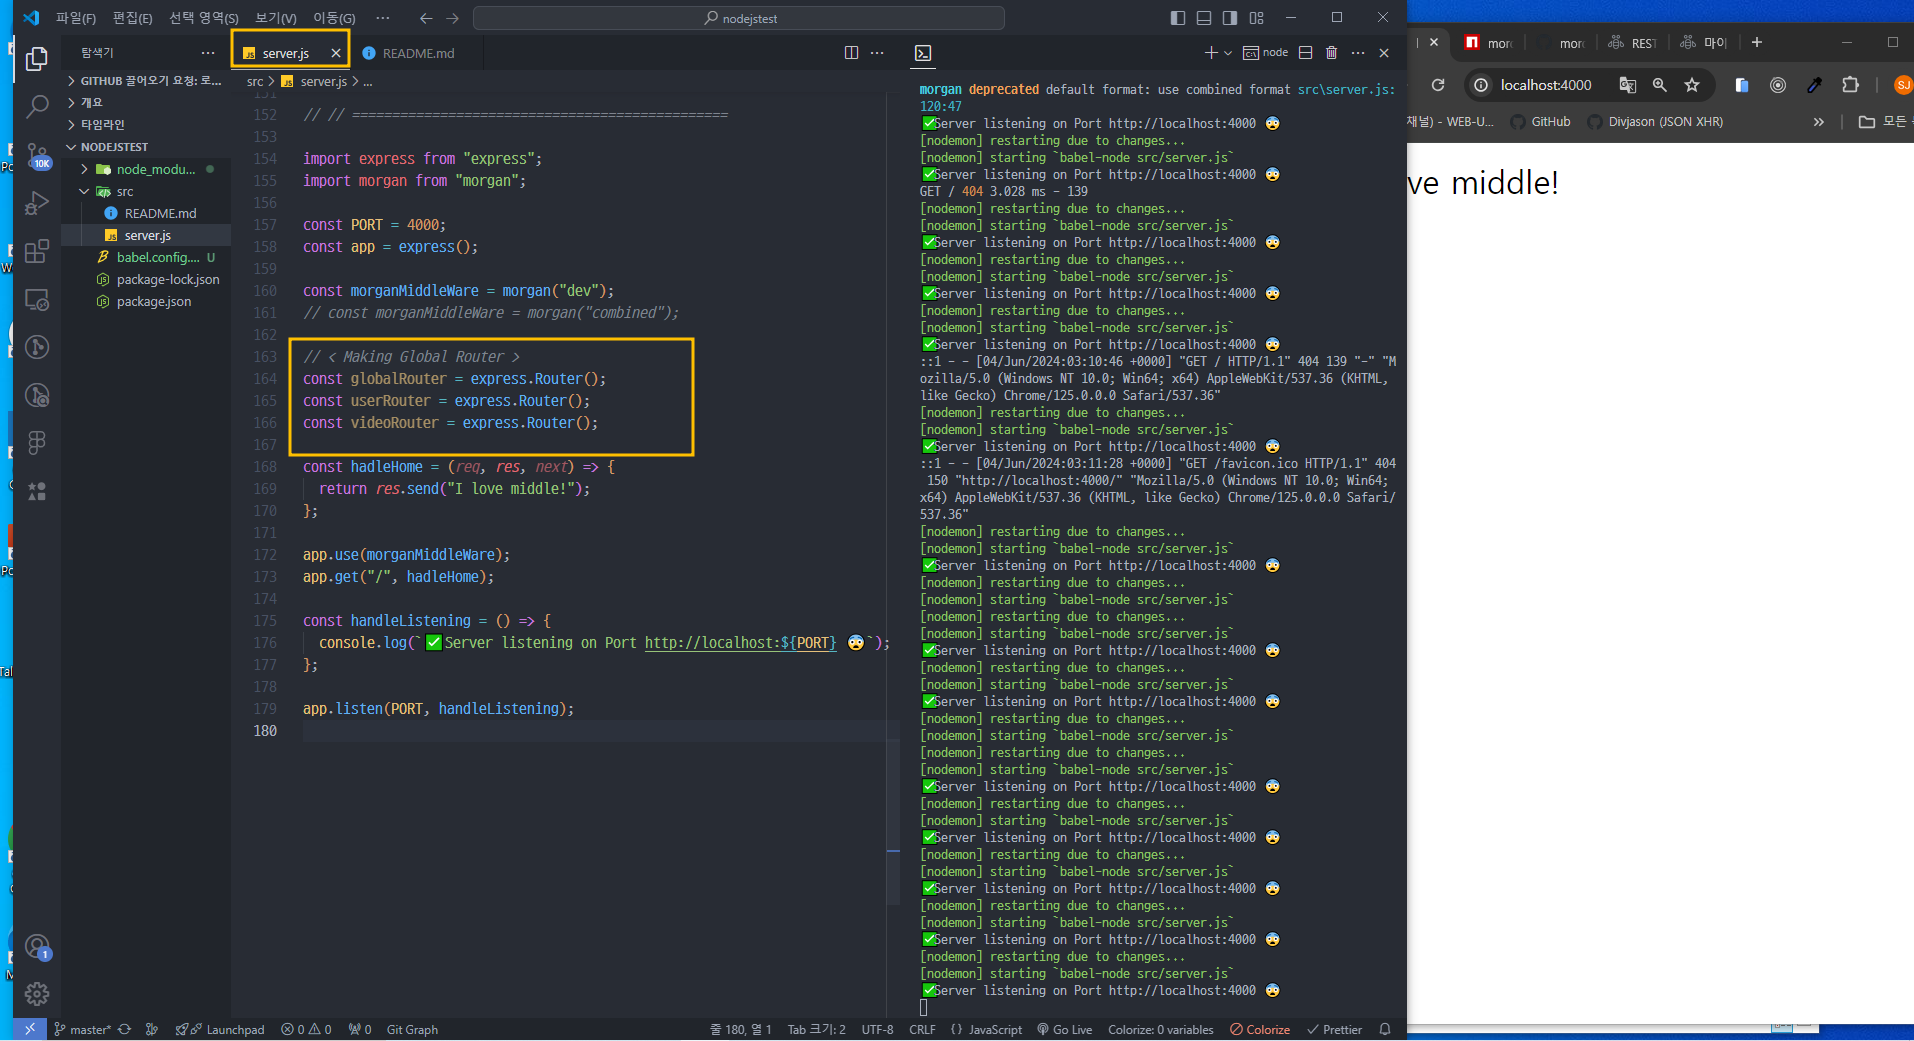 파일(F) 편집(E) 선택 영역(S) 보기(V) 이동(G) ··· nodejstest
탐색기 ···
GITHUB 끌어오기 요청: 로...
개요
타임라인
NODEJSTEST
node_modu...
src
README.md
server.js
babel.config.... U
package-lock.json
package.json
10K
1
server.js README.md
src > server.js > ...
151
152 // // ===============================================
153
154 import express from "express";
155 import morgan from "morgan";
156
157 const PORT = 4000;
158 const app = express();
159
160 const morganMiddleWare = morgan("dev");
161 // const morganMiddleWare = morgan("combined");
162
163 // < Making Global Router >
164 const globalRouter = express.Router();
165 const userRouter = express.Router();
166 const videoRouter = express.Router();
167
168 const hadleHome = (req, res, next) => {
169 return res.send("I love middle!");
170 };
171
172 app.use(morganMiddleWare);
173 app.get("/", hadleHome);
174
175 const handleListening = () => {
176 console.log(`✅Server listening on Port http://localhost:${PORT} 😨`);
177 };
178
179 app.listen(PORT, handleListening);
180
node
morgan deprecated default format: use combined format src\server.js:
120:47
✅Server listening on Port http://localhost:4000 😨
[nodemon] restarting due to changes...
[nodemon] starting `babel-node src/server.js`
✅Server listening on Port http://localhost:4000 😨
GET / 404 3.028 ms - 139
[nodemon] restarting due to changes...
[nodemon] starting `babel-node src/server.js`
✅Server listening on Port http://localhost:4000 😨
[nodemon] restarting due to changes...
[nodemon] starting `babel-node src/server.js`
✅Server listening on Port http://localhost:4000 😨
[nodemon] restarting due to changes...
[nodemon] starting `babel-node src/server.js`
✅Server listening on Port http://localhost:4000 😨
::1 - - [04/Jun/2024:03:10:46 +0000] "GET / HTTP/1.1" 404 139 "-" "M
ozilla/5.0 (Windows NT 10.0; Win64; x64) AppleWebKit/537.36 (KHTML,
like Gecko) Chrome/125.0.0.0 Safari/537.36"
[nodemon] restarting due to changes...
[nodemon] starting `babel-node src/server.js`
✅Server listening on Port http://localhost:4000 😨
::1 - - [04/Jun/2024:03:11:28 +0000] "GET /favicon.ico HTTP/1.1" 404
150 "http://localhost:4000/" "Mozilla/5.0 (Windows NT 10.0; Win64;
x64) AppleWebKit/537.36 (KHTML, like Gecko) Chrome/125.0.0.0 Safari/
537.36"
[nodemon] restarting due to changes...
[nodemon] starting `babel-node src/server.js`
✅Server listening on Port http://localhost:4000 😨
[nodemon] restarting due to changes...
[nodemon] starting `babel-node src/server.js`
[nodemon] restarting due to changes...
[nodemon] starting `babel-node src/server.js`
✅Server listening on Port http://localhost:4000 😨
[nodemon] restarting due to changes...
[nodemon] starting `babel-node src/server.js`
✅Server listening on Port http://localhost:4000 😨
[nodemon] restarting due to changes...
[nodemon] starting `babel-node src/server.js`
[nodemon] restarting due to changes...
[nodemon] starting `babel-node src/server.js`
✅Server listening on Port http://localhost:4000 😨
[nodemon] restarting due to changes...
[nodemon] starting `babel-node src/server.js`
✅Server listening on Port http://localhost:4000 😨
[nodemon] restarting due to changes...
[nodemon] starting `babel-node src/server.js`
✅Server listening on Port http://localhost:4000 😨
[nodemon] restarting due to changes...
[nodemon] starting `babel-node src/server.js`
✅Server listening on Port http://localhost:4000 😨
[nodemon] restarting due to changes...
[nodemon] starting `babel-node src/server.js`
✅Server listening on Port http://localhost:4000 😨
mor mor REST 마이
localhost:4000 SJ
채널) - WEB-U... GitHub Divjason (JSON XHR) » 모든
ve middle!
master* Launchpad 0 0 0 Git Graph 줄 180, 열 1 Tab 크기: 2 UTF-8 CRLF {} JavaScript Go Live Colorize: 0 variables Colorize Prettier